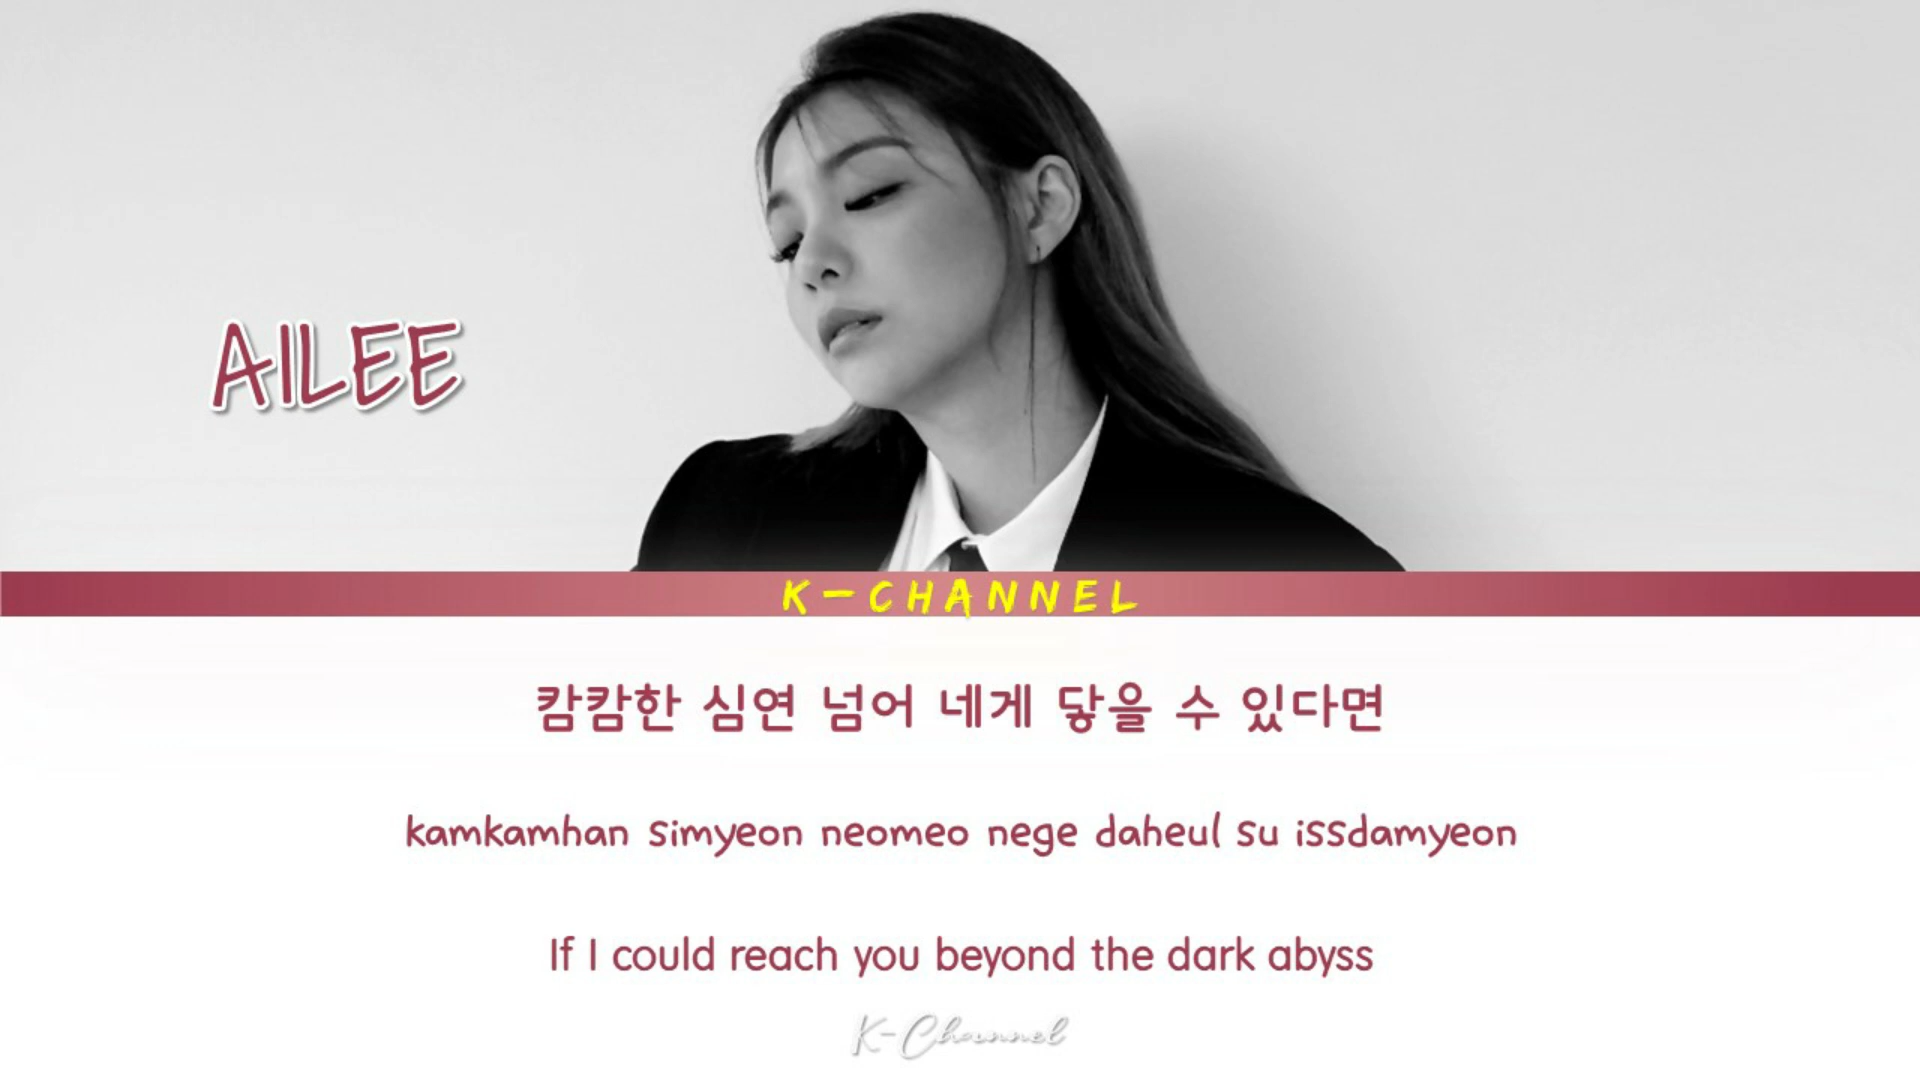 AILEE
K-CHANNEL
캄캄한 심연 넘어 네게 닿을 수 있다면
kamkamhan simyeon neomeo nege daheul su issdamyeon
If I could reach you beyond the dark abyss
K-Channel